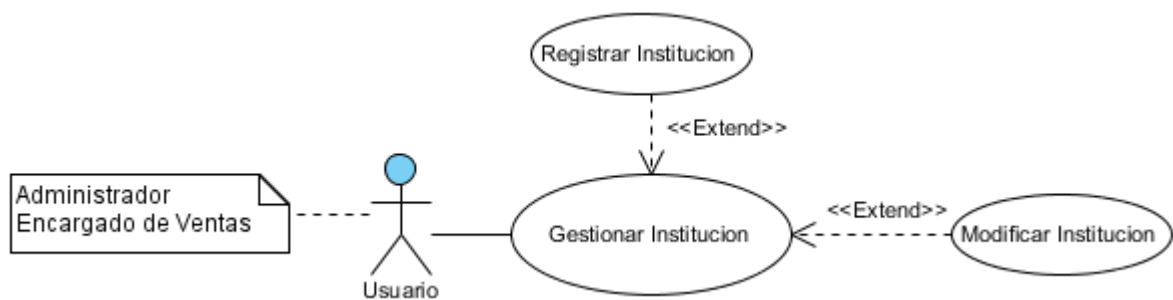 Registrar Institucion
<<Extend>>
Administrador
Encargado de Ventas
Usuario
Gestionar Institucion
<<Extend>>
Modificar Institucion